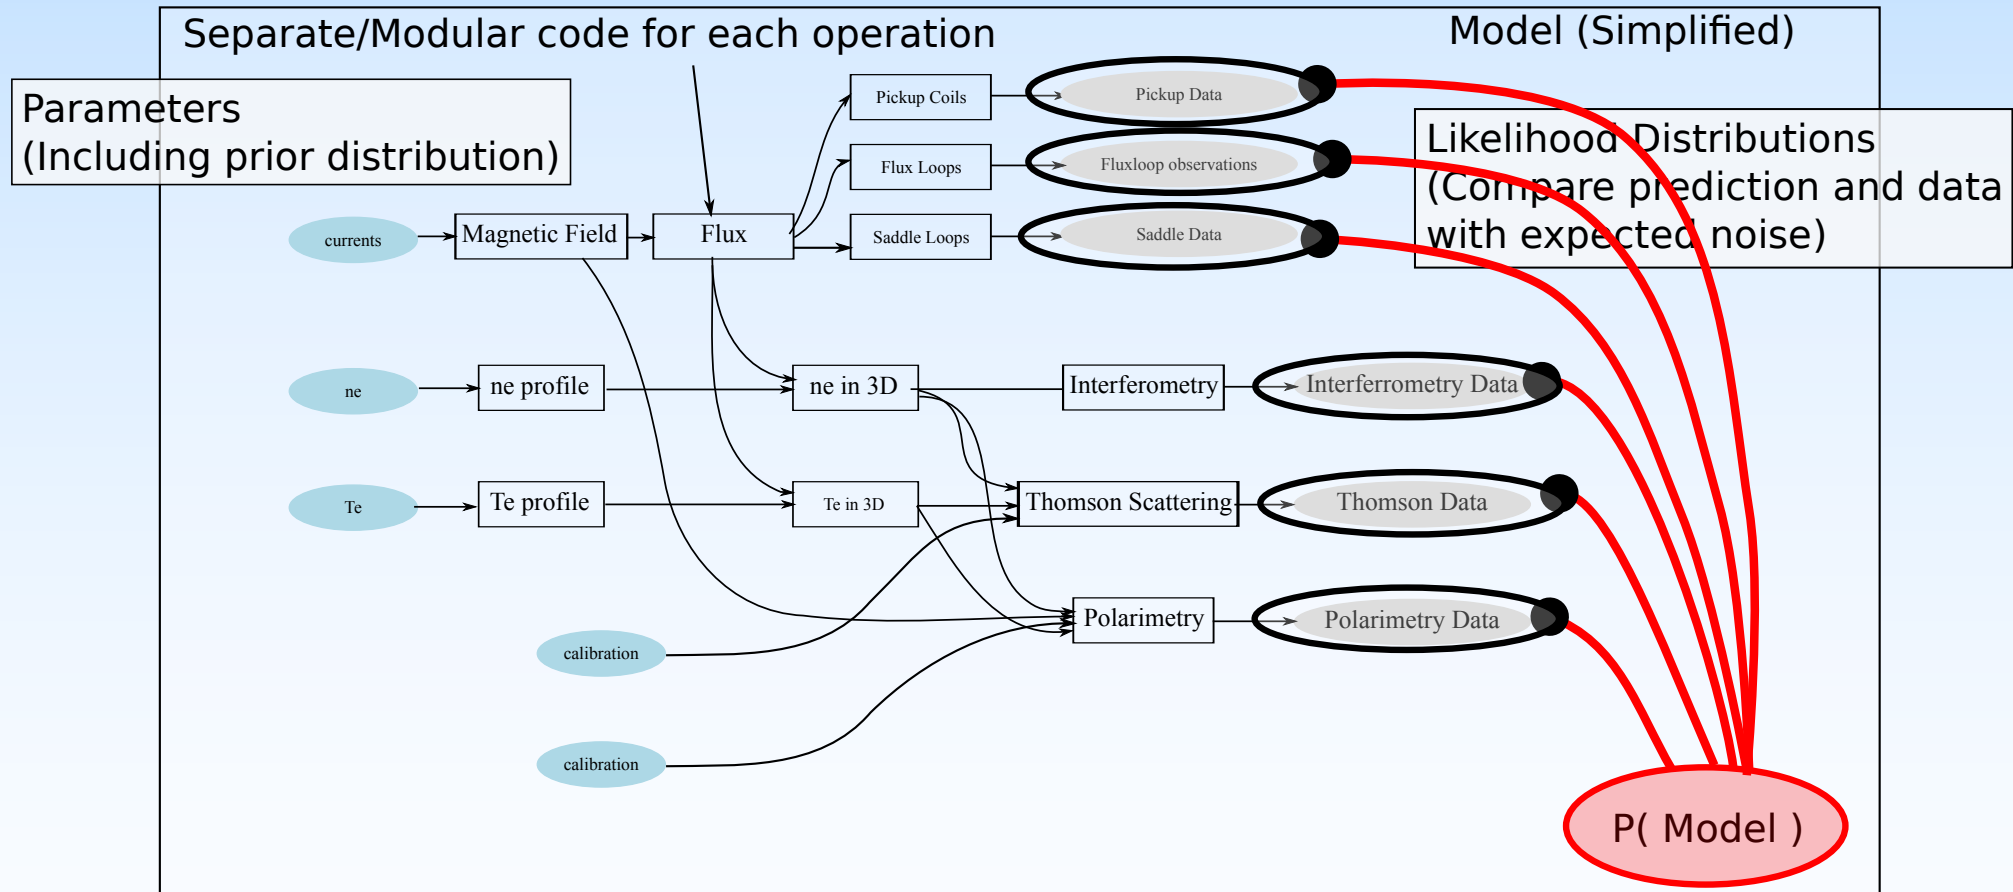 Separate/Modular code for each operation
Model (Simplified)
Parameters
(Including prior distribution)
Likelihood Distributions
(Compare prediction and data
with expected noise)
Pickup Coils
Pickup Data
Flux Loops
Fluxloop observations
currents
Magnetic Field
Flux
Saddle Loops
Saddle Data
ne
ne profile
ne in 3D
Interferometry
Interferrometry Data
Te
Te profile
Te in 3D
Thomson Scattering
Thomson Data
Polarimetry
Polarimetry Data
calibration
calibration
P( Model )